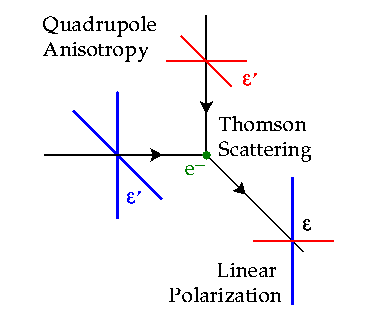 Quadrupole
Anisotropy
ε'
Thomson
Scattering
e−
ε'
ε
Linear
Polarization